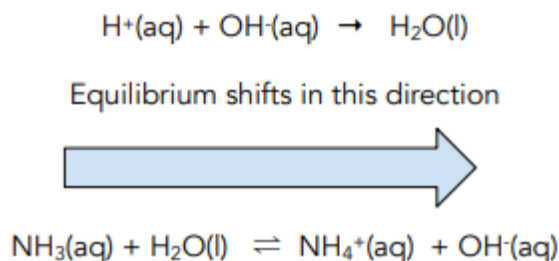 H⁺(aq) + OH⁻(aq) → H₂O(l)
Equilibrium shifts in this direction
NH₃(aq) + H₂O(l) ⇌ NH₄⁺(aq) + OH⁻(aq)